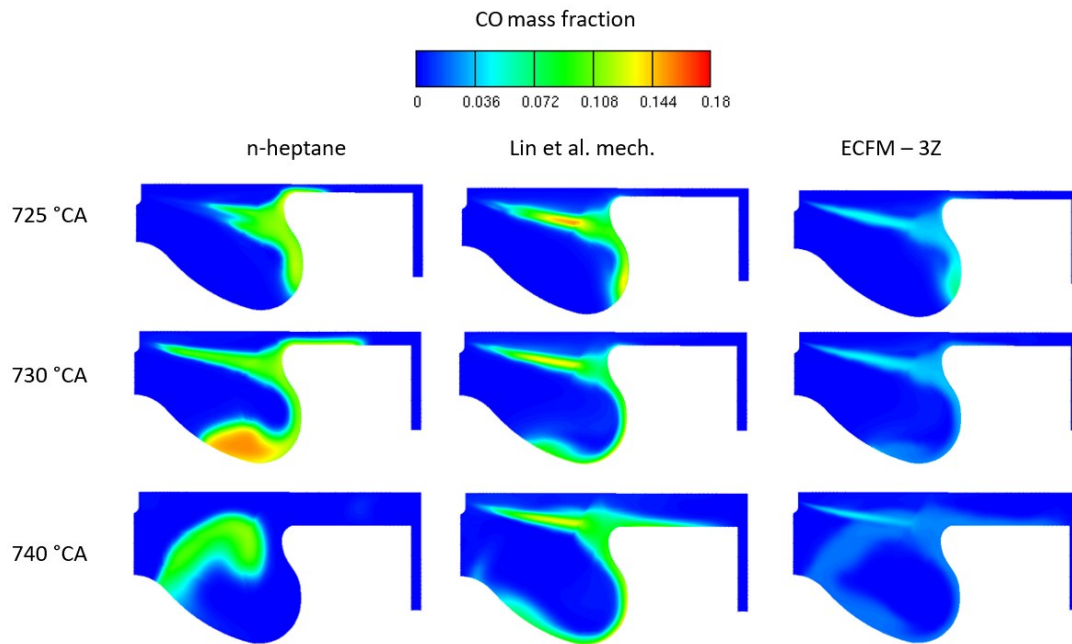 CO mass fraction
0 0.036 0.072 0.108 0.144 0.18
n-heptane Lin et al. mech. ECFM – 3Z
725 °CA
730 °CA
740 °CA